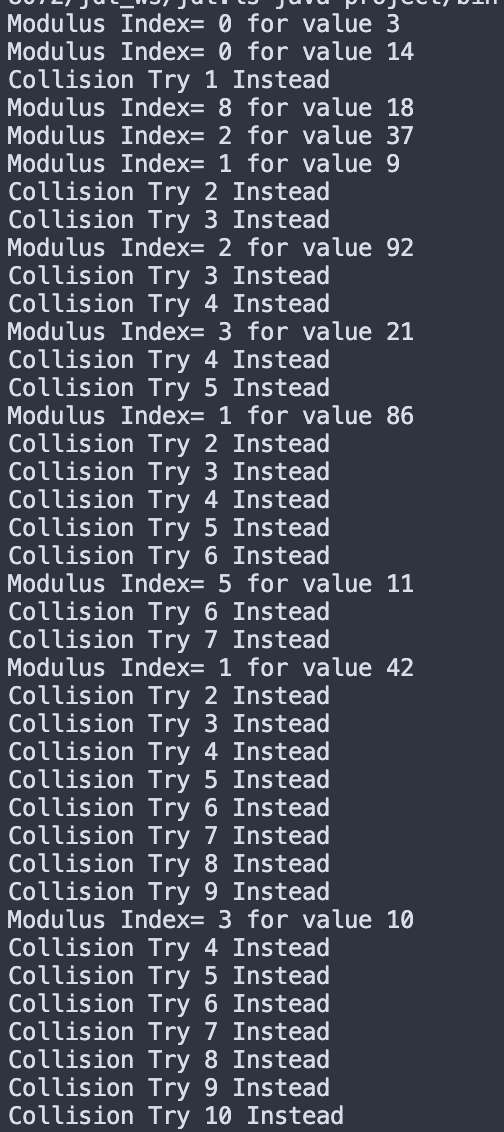 Modulus Index= 0 for value 3
Modulus Index= 0 for value 14
Collision Try 1 Instead
Modulus Index= 8 for value 18
Modulus Index= 2 for value 37
Modulus Index= 1 for value 9
Collision Try 2 Instead
Collision Try 3 Instead
Modulus Index= 2 for value 92
Collision Try 3 Instead
Collision Try 4 Instead
Modulus Index= 3 for value 21
Collision Try 4 Instead
Collision Try 5 Instead
Modulus Index= 1 for value 86
Collision Try 2 Instead
Collision Try 3 Instead
Collision Try 4 Instead
Collision Try 5 Instead
Collision Try 6 Instead
Modulus Index= 5 for value 11
Collision Try 6 Instead
Collision Try 7 Instead
Modulus Index= 1 for value 42
Collision Try 2 Instead
Collision Try 3 Instead
Collision Try 4 Instead
Collision Try 5 Instead
Collision Try 6 Instead
Collision Try 7 Instead
Collision Try 8 Instead
Collision Try 9 Instead
Modulus Index= 3 for value 10
Collision Try 4 Instead
Collision Try 5 Instead
Collision Try 6 Instead
Collision Try 7 Instead
Collision Try 8 Instead
Collision Try 9 Instead
Collision Try 10 Instead